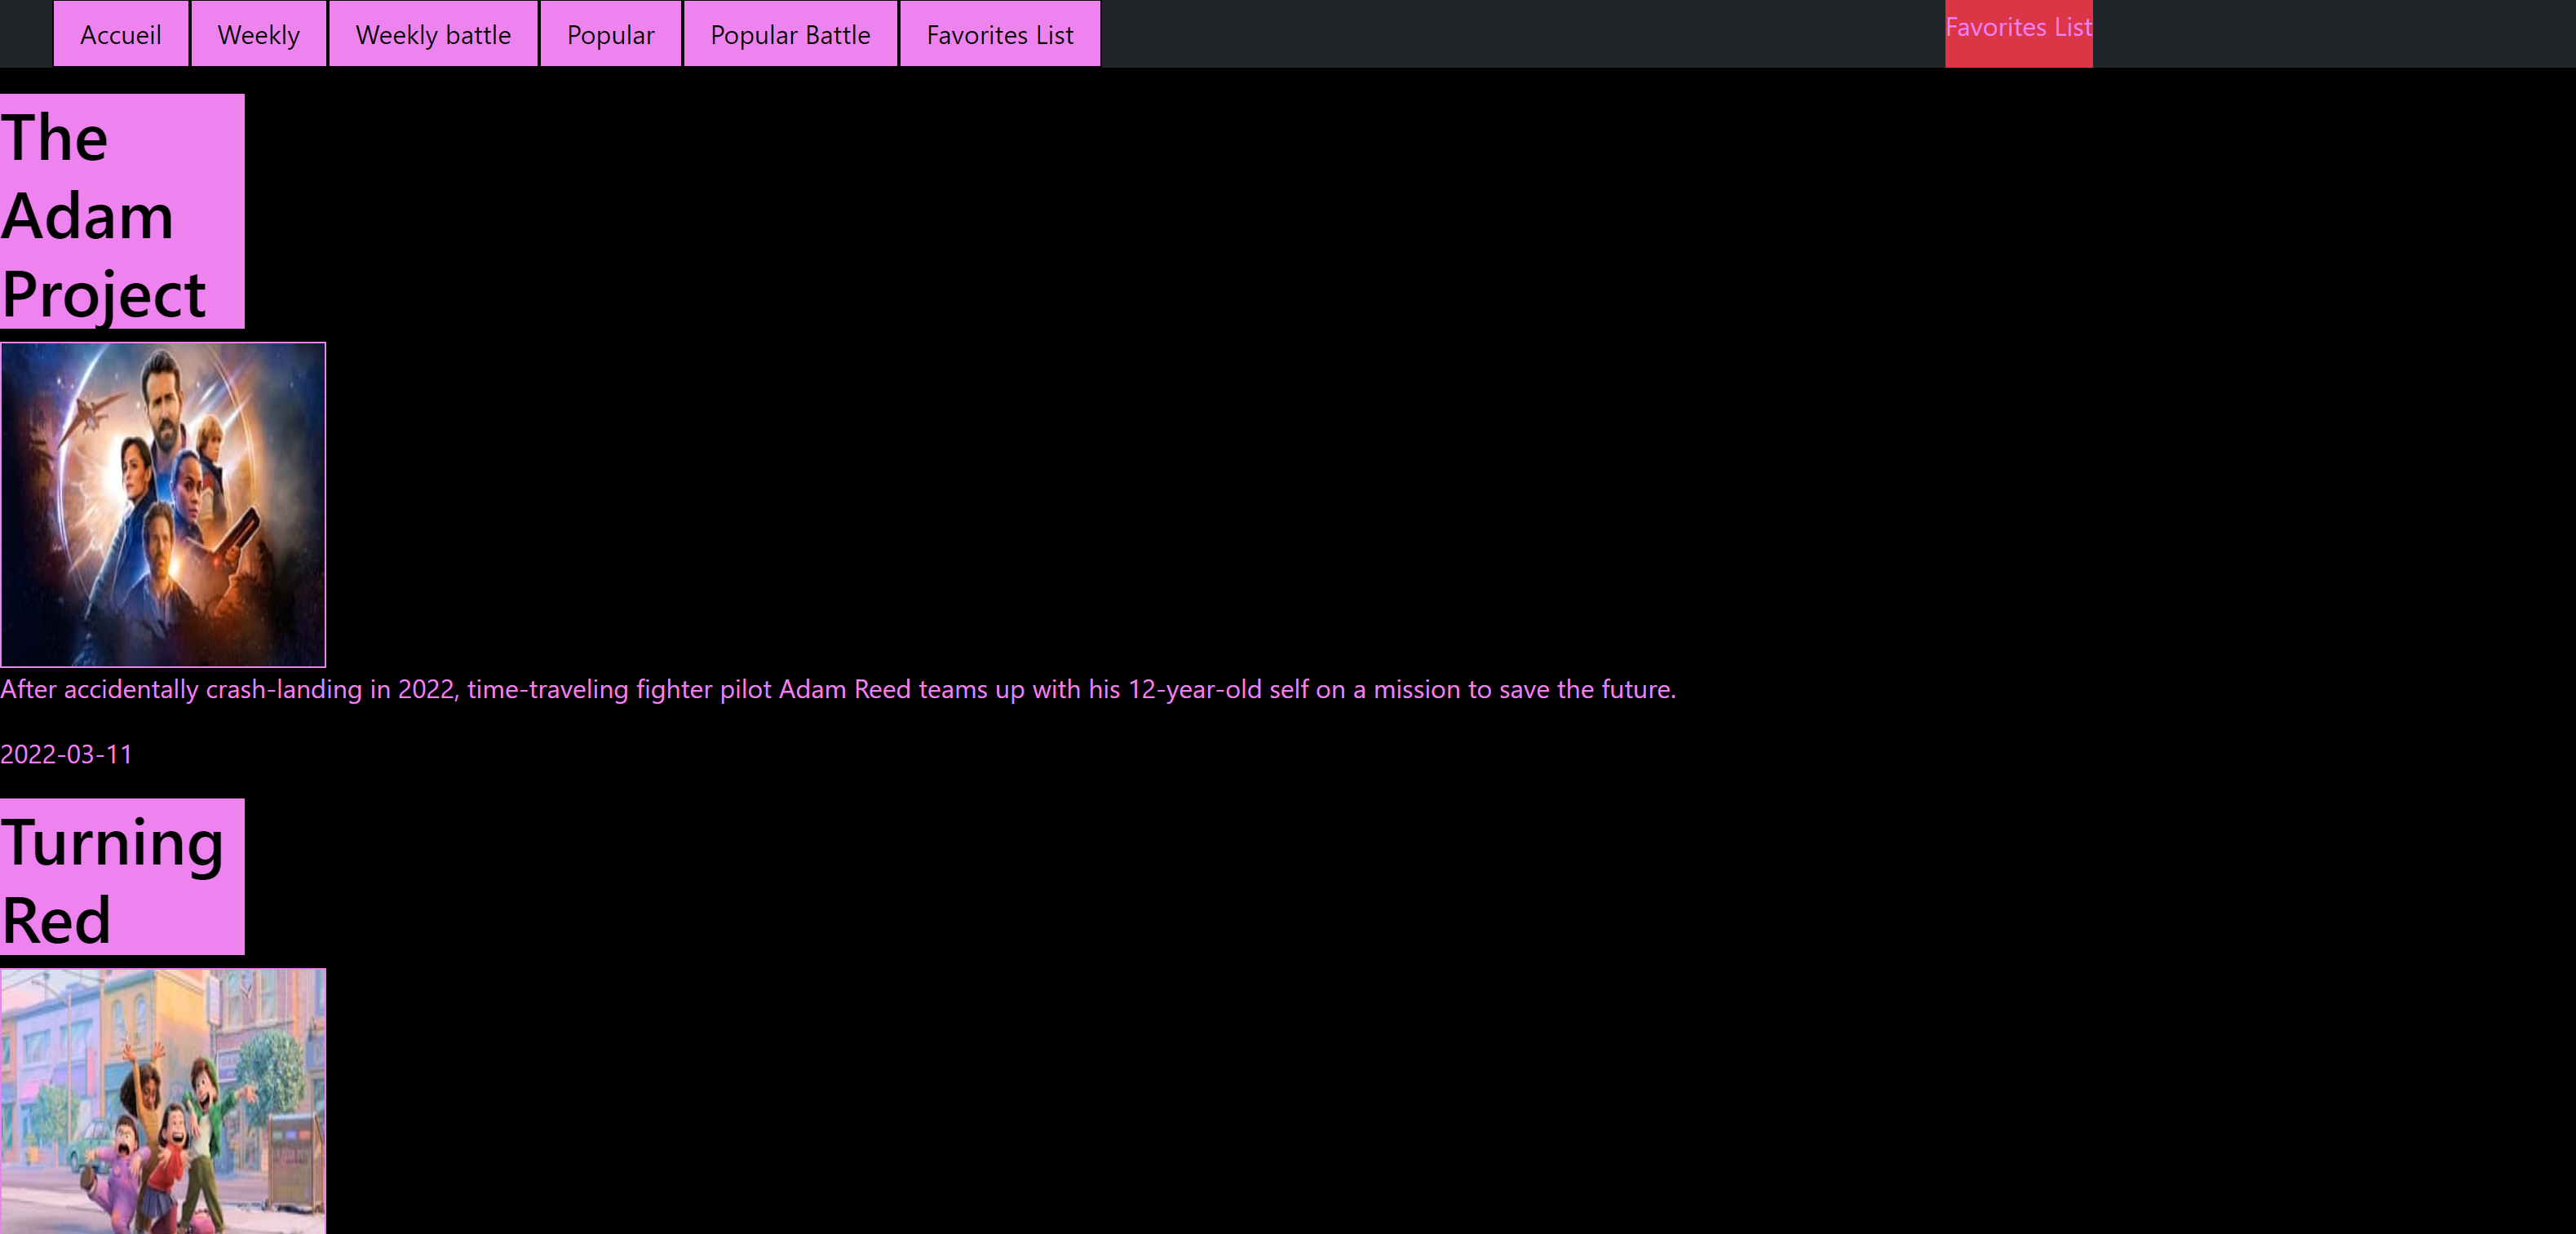 Accueil Weekly Weekly battle Popular Popular Battle Favorites List Favorites List
The
Adam
Project
After accidentally crash-landing in 2022, time-traveling fighter pilot Adam Reed teams up with his 12-year-old self on a mission to save the future.
2022-03-11
Turning
Red